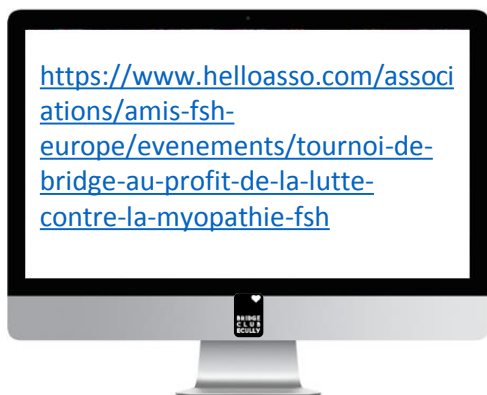 https://www.helloasso.com/associ
ations/amis-fsh-
europe/evenements/tournoi-de-
bridge-au-profit-de-la-lutte-
contre-la-myopathie-fsh
BRIDGE
CLUB
ECULLY